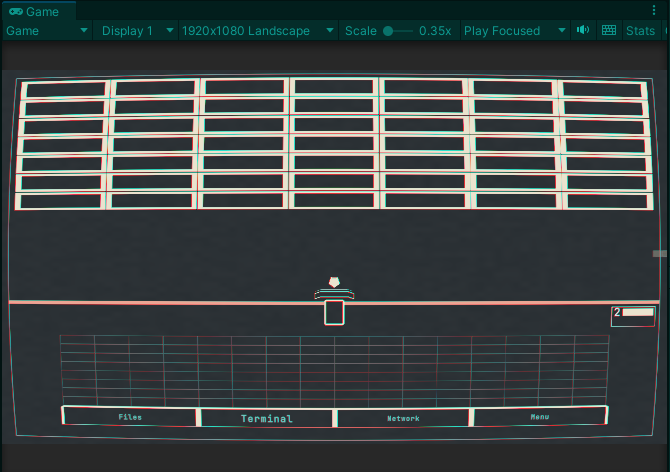 Game
Game Display 1 1920x1080 Landscape Scale 0.35x Play Focused Stats
2
Files Terminal Network Menu